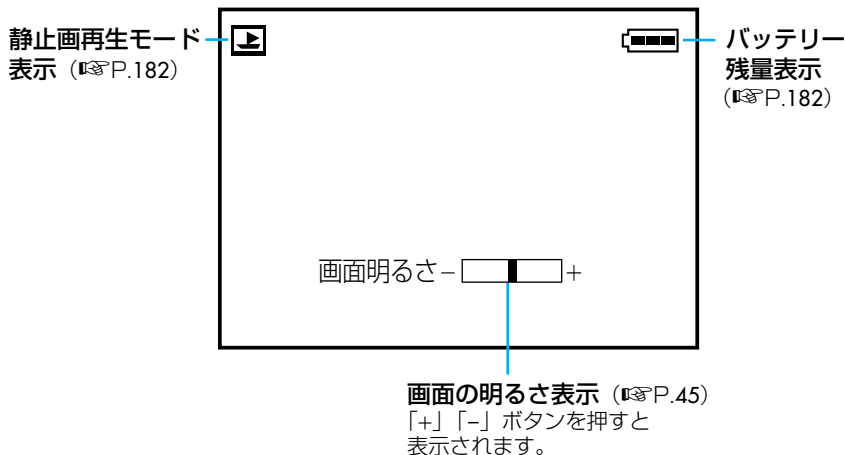 静止画再生モード
表示（☞P.182）
バッテリー
残量表示
（☞P.182）
画面明るさ − +
画面の明るさ表示（☞P.45）
「+」「−」ボタンを押すと
表示されます。